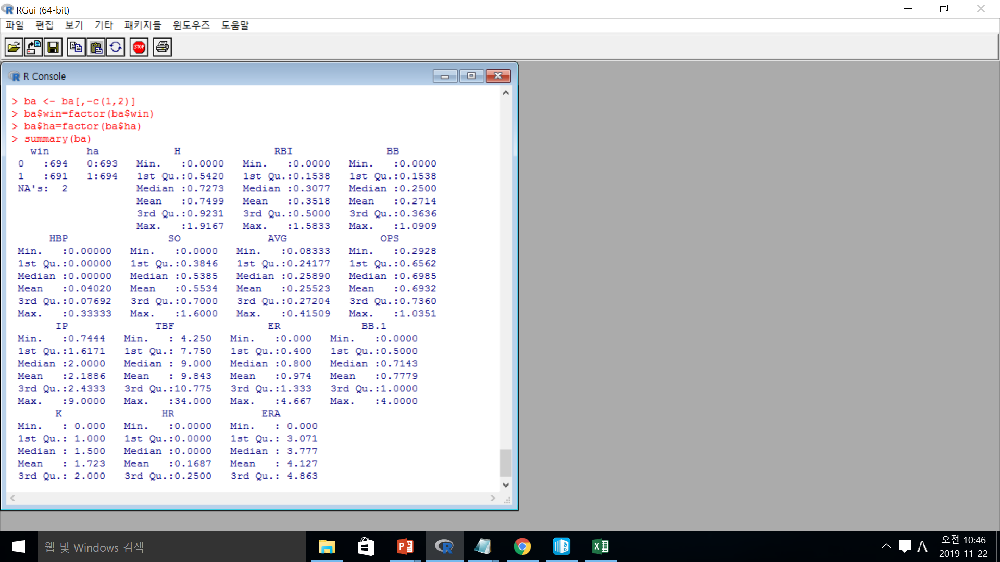 RGui (64-bit)
파일 편집 보기 기타 패키지들 윈도우즈 도움말
STOP
R Console
> ba <- ba[,-c(1,2)]
> ba$win=factor(ba$win)
> ba$ha=factor(ba$ha)
> summary(ba)
win ha H RBI BB
0 :694 0:693 Min. :0.0000 Min. :0.0000 Min. :0.0000
1 :691 1:694 1st Qu.:0.5420 1st Qu.:0.1538 1st Qu.:0.1538
NA's: 2 Median :0.7273 Median :0.3077 Median :0.2500
Mean :0.7499 Mean :0.3518 Mean :0.2714
3rd Qu.:0.9231 3rd Qu.:0.5000 3rd Qu.:0.3636
Max. :1.9167 Max. :1.5833 Max. :1.0909
HBP SO AVG OPS
Min. :0.00000 Min. :0.0000 Min. :0.08333 Min. :0.2928
1st Qu.:0.00000 1st Qu.:0.3846 1st Qu.:0.24177 1st Qu.:0.6562
Median :0.00000 Median :0.5385 Median :0.25890 Median :0.6985
Mean :0.04020 Mean :0.5534 Mean :0.25523 Mean :0.6932
3rd Qu.:0.07692 3rd Qu.:0.7000 3rd Qu.:0.27204 3rd Qu.:0.7360
Max. :0.33333 Max. :1.6000 Max. :0.41509 Max. :1.0351
IP TBF ER BB.1
Min. :0.7444 Min. : 4.250 Min. :0.000 Min. :0.0000
1st Qu.:1.6171 1st Qu.: 7.750 1st Qu.:0.400 1st Qu.:0.5000
Median :2.0000 Median : 9.000 Median :0.800 Median :0.7143
Mean :2.1886 Mean : 9.843 Mean :0.974 Mean :0.7779
3rd Qu.:2.4333 3rd Qu.:10.775 3rd Qu.:1.333 3rd Qu.:1.0000
Max. :9.0000 Max. :34.000 Max. :4.667 Max. :4.0000
K HR ERA
Min. : 0.000 Min. :0.0000 Min. : 0.000
1st Qu.: 1.000 1st Qu.:0.0000 1st Qu.: 3.071
Median : 1.500 Median :0.0000 Median : 3.777
Mean : 1.723 Mean :0.1687 Mean : 4.127
3rd Qu.: 2.000 3rd Qu.:0.2500 3rd Qu.: 4.863
웹 및 Windows 검색
A
오전 10:46
2019-11-22